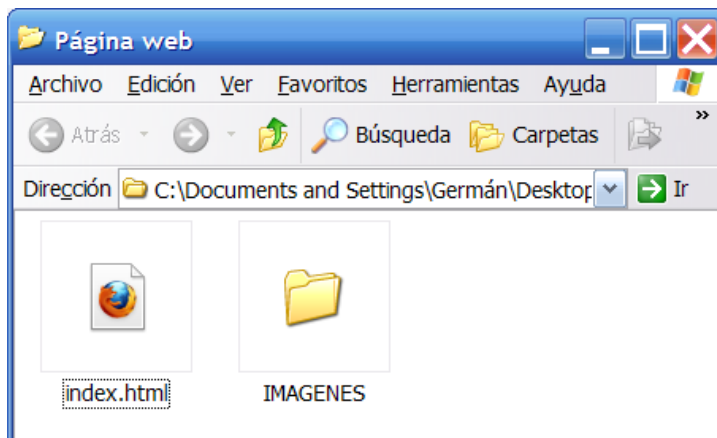 Página web
Archivo Edición Ver Favoritos Herramientas Ayuda
Atrás Búsqueda Carpetas »
Dirección C:\Documents and Settings\Germán\Desktop Ir
index.html IMAGENES